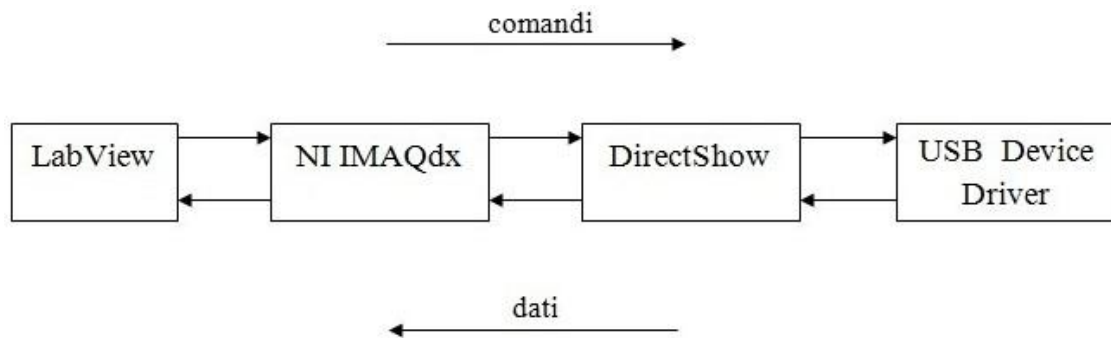 comandi
LabView
NI IMAQdx
DirectShow
USB Device
Driver
dati